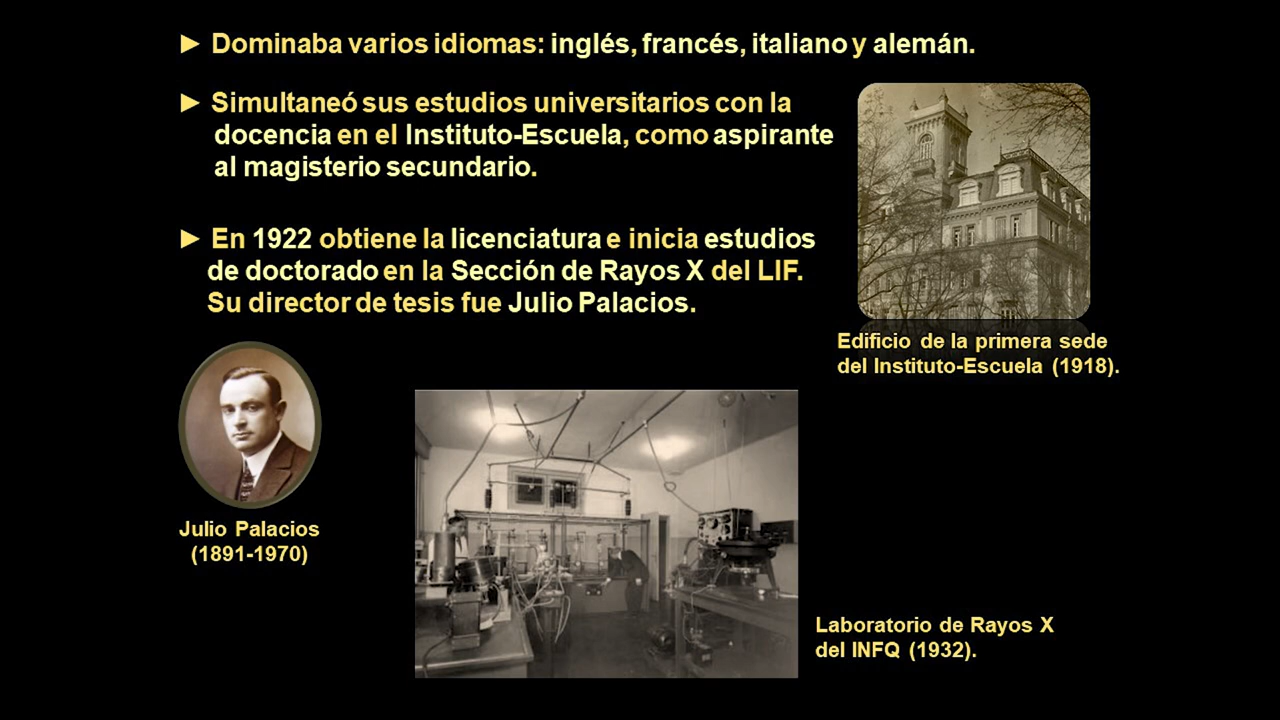 ► Dominaba varios idiomas: inglés, francés, italiano y alemán.
► Simultaneó sus estudios universitarios con la
docencia en el Instituto-Escuela, como aspirante
al magisterio secundario.
► En 1922 obtiene la licenciatura e inicia estudios
de doctorado en la Sección de Rayos X del LIF.
Su director de tesis fue Julio Palacios.
Edificio de la primera sede
del Instituto-Escuela (1918).
Julio Palacios
(1891-1970)
Laboratorio de Rayos X
del INFQ (1932).